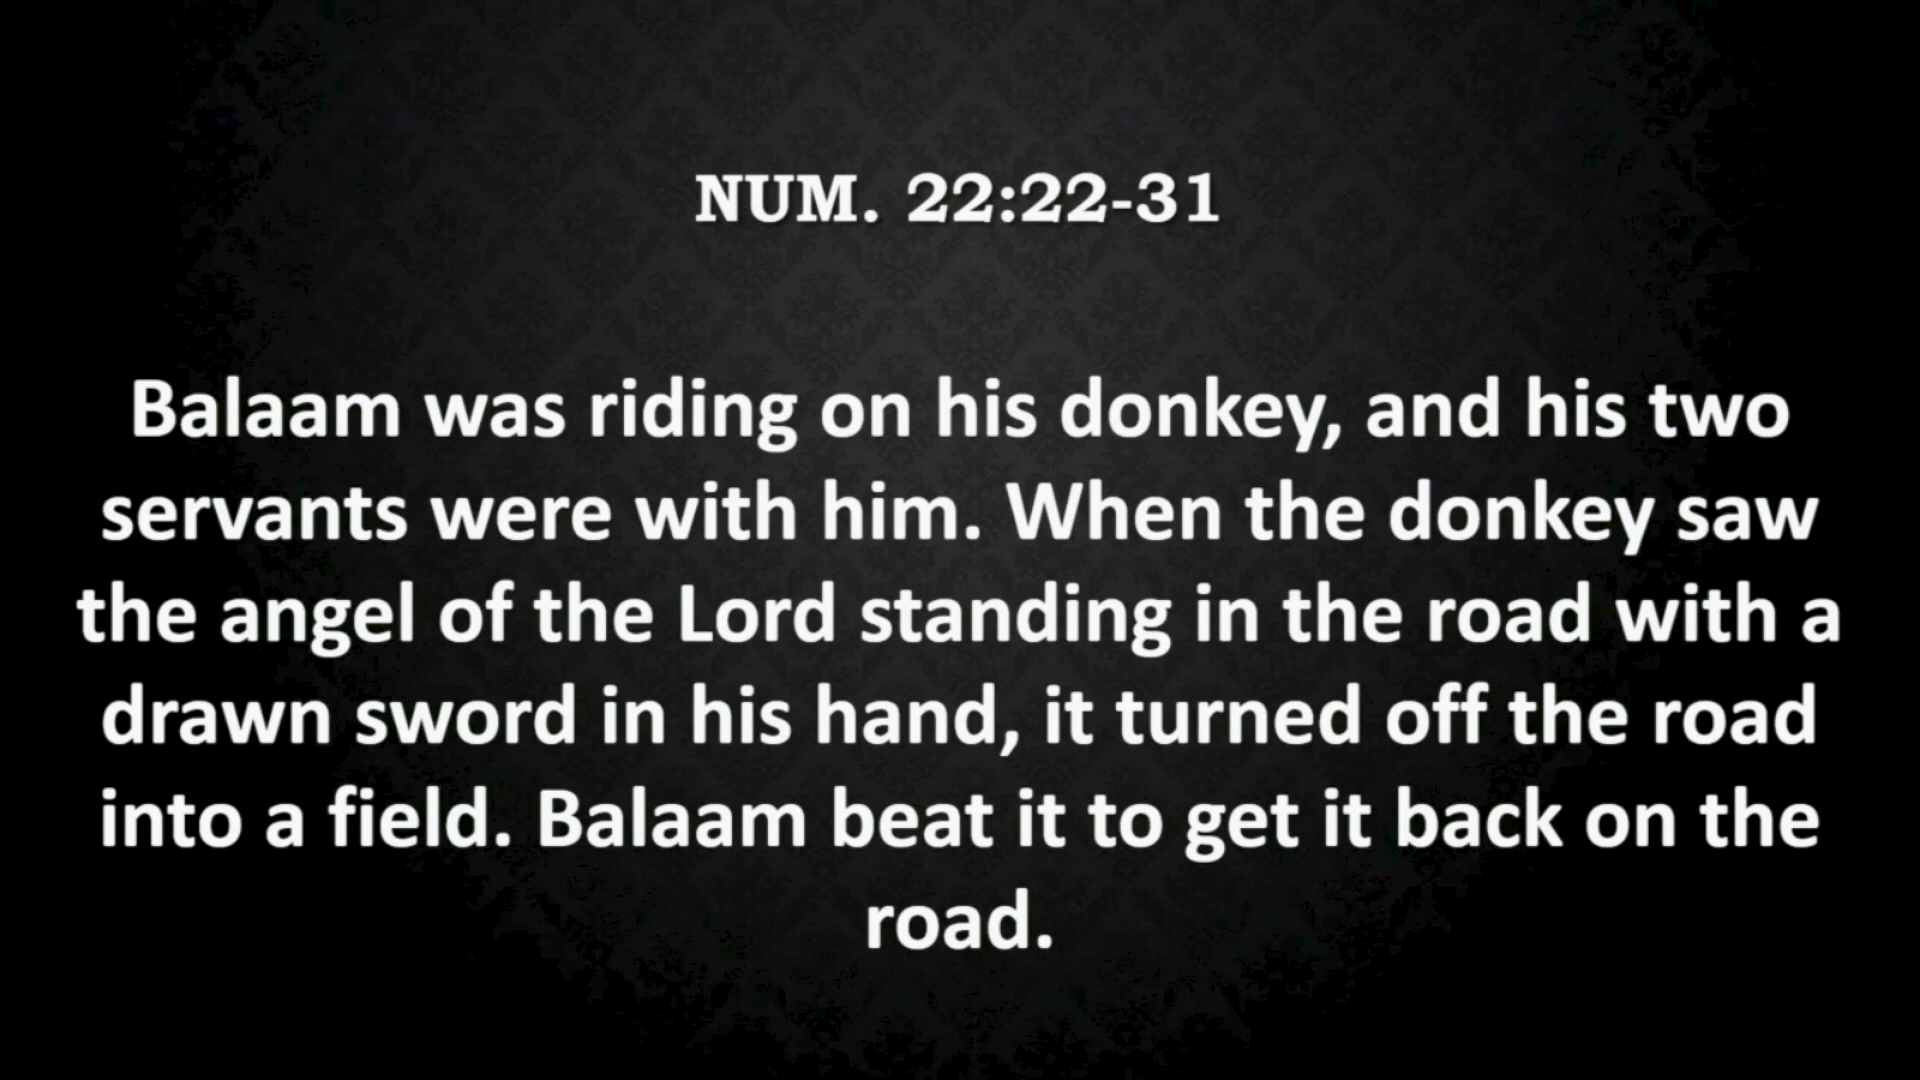 NUM. 22:22-31
Balaam was riding on his donkey, and his two
servants were with him. When the donkey saw
the angel of the Lord standing in the road with a
drawn sword in his hand, it turned off the road
into a field. Balaam beat it to get it back on the
road.